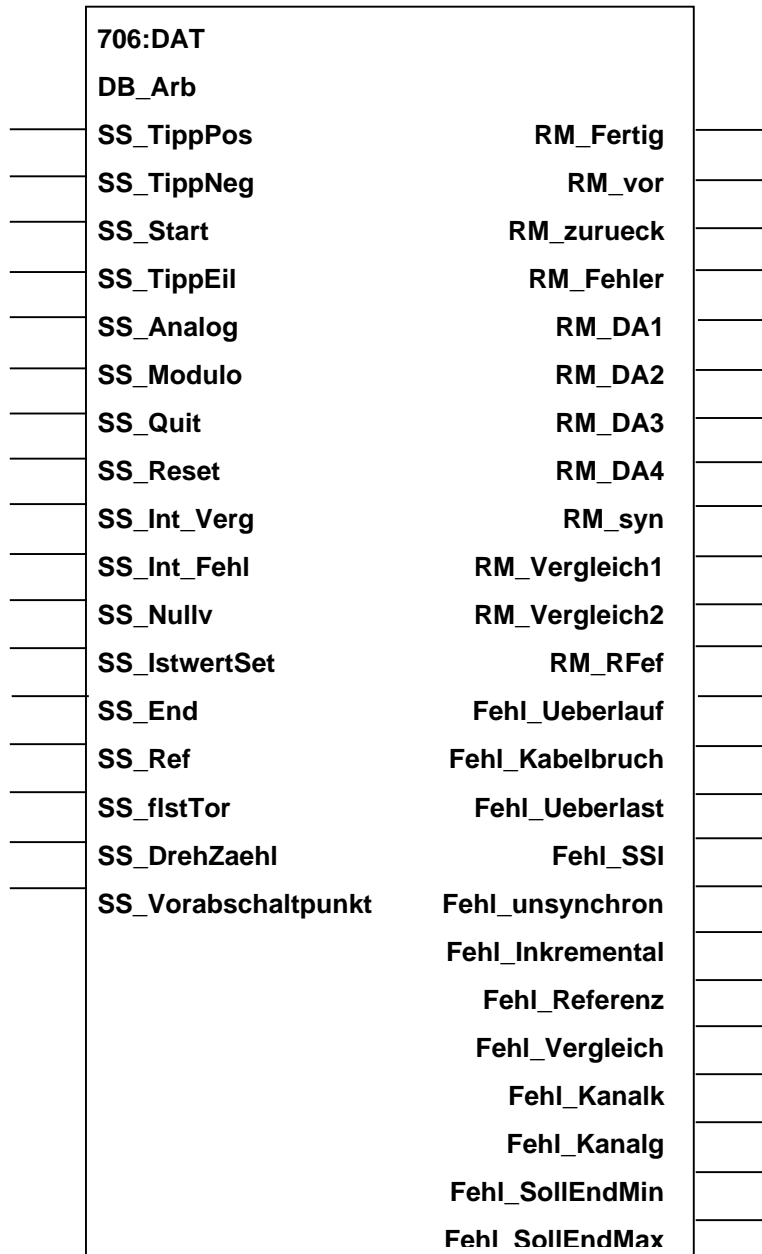 706:DAT
DB_Arb
SS_TippPos RM_Fertig
SS_TippNeg RM_vor
SS_Start RM_zurueck
SS_TippEil RM_Fehler
SS_Analog RM_DA1
SS_Modulo RM_DA2
SS_Quit RM_DA3
SS_Reset RM_DA4
SS_Int_Verg RM_syn
SS_Int_Fehl RM_Vergleich1
SS_Nullv RM_Vergleich2
SS_IstwertSet RM_RFef
SS_End Fehl_Ueberlauf
SS_Ref Fehl_Kabelbruch
SS_flstTor Fehl_Ueberlast
SS_DrehZaehl Fehl_SSI
SS_Vorabschaltpunkt Fehl_unsynchron
Fehl_Inkremental
Fehl_Referenz
Fehl_Vergleich
Fehl_Kanalk
Fehl_Kanalg
Fehl_SollEndMin
Fehl_SollEndMax